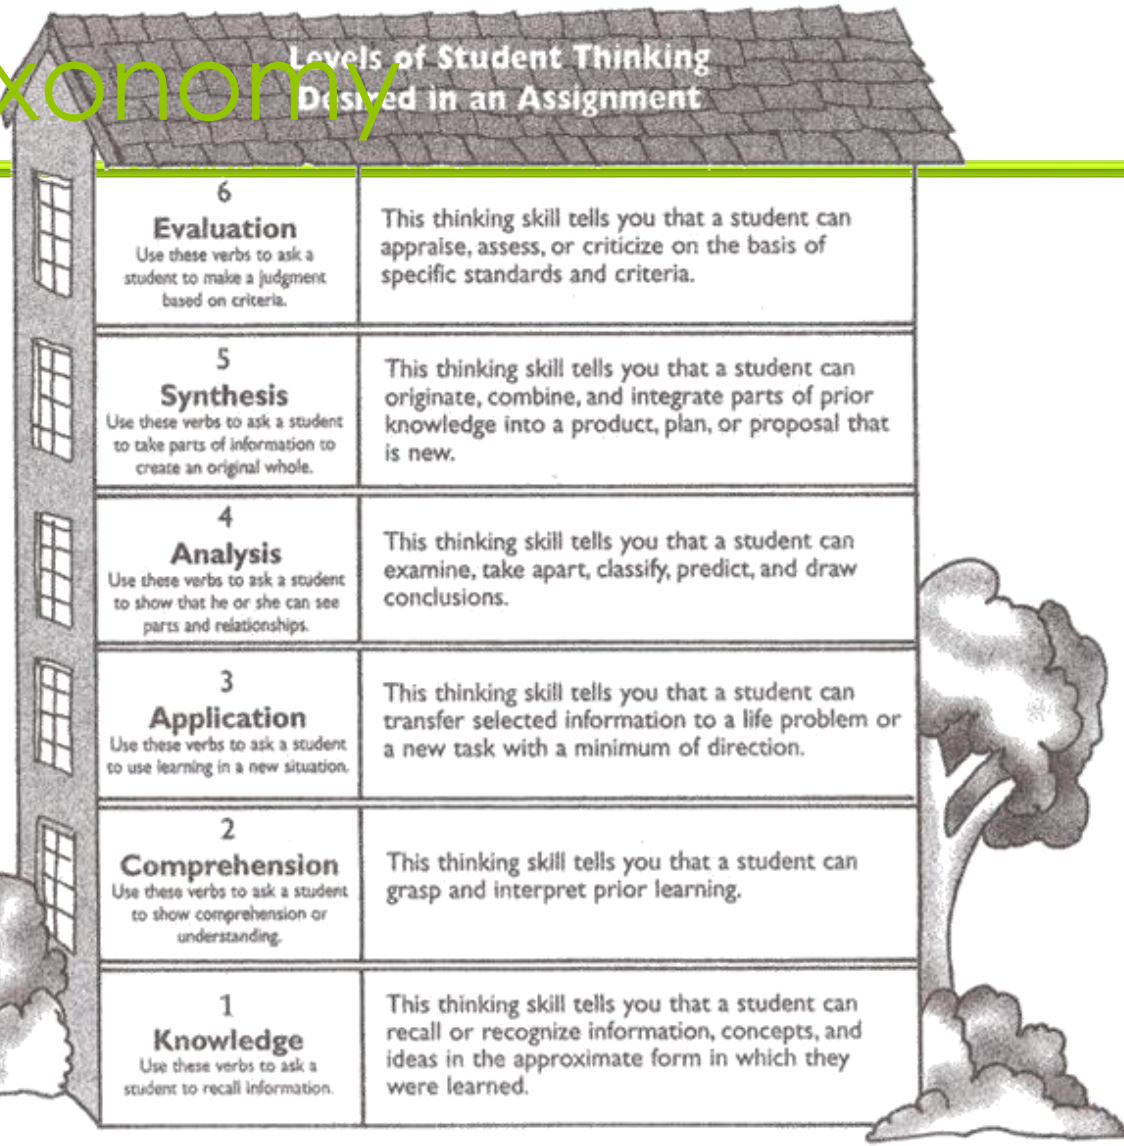 xonomy
Levels of Student Thinking
Desired in an Assignment
6
Evaluation
Use these verbs to ask a
student to make a judgment
based on criteria.
This thinking skill tells you that a student can
appraise, assess, or criticize on the basis of
specific standards and criteria.
5
Synthesis
Use these verbs to ask a student
to take parts of information to
create an original whole.
This thinking skill tells you that a student can
originate, combine, and integrate parts of prior
knowledge into a product, plan, or proposal that
is new.
4
Analysis
Use these verbs to ask a student
to show that he or she can see
parts and relationships.
This thinking skill tells you that a student can
examine, take apart, classify, predict, and draw
conclusions.
3
Application
Use these verbs to ask a student
to use learning in a new situation.
This thinking skill tells you that a student can
transfer selected information to a life problem or
a new task with a minimum of direction.
2
Comprehension
Use these verbs to ask a student
to show comprehension or
understanding.
This thinking skill tells you that a student can
grasp and interpret prior learning.
1
Knowledge
Use these verbs to ask a
student to recall information.
This thinking skill tells you that a student can
recall or recognize information, concepts, and
ideas in the approximate form in which they
were learned.